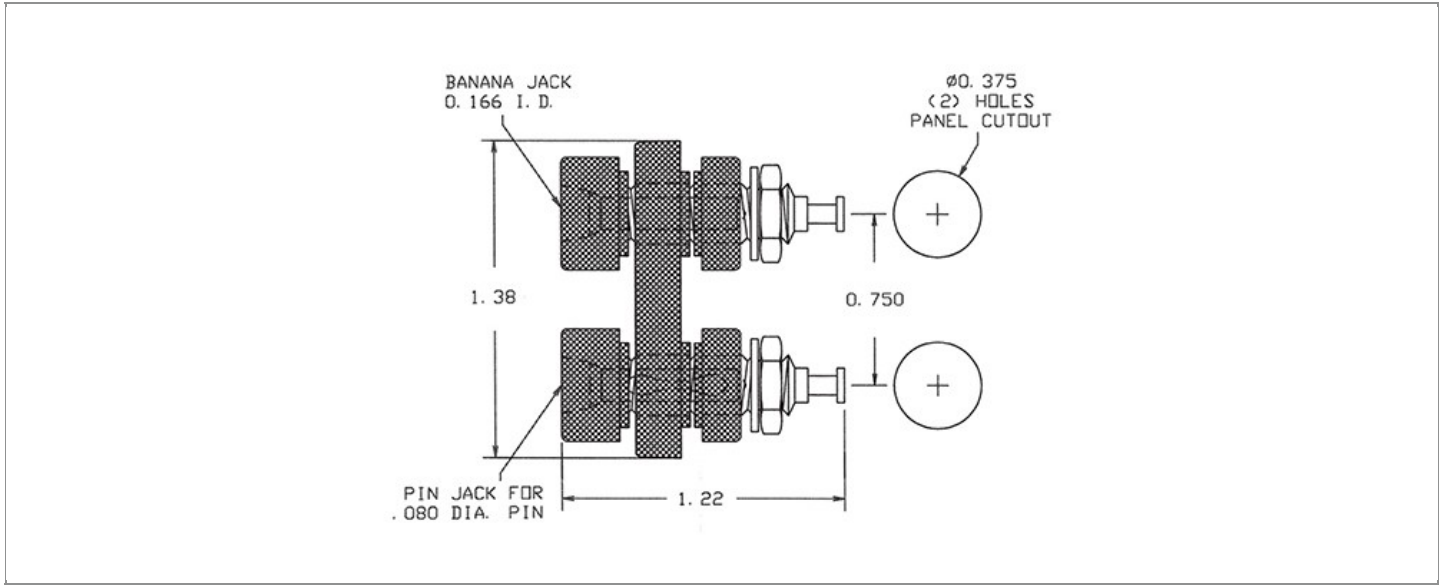 BANANA JACK
0.166 I.D.
Ø0.375
(2) HOLES
PANEL CUTOUT
1.38
0.750
PIN JACK FOR
.080 DIA. PIN
1.22